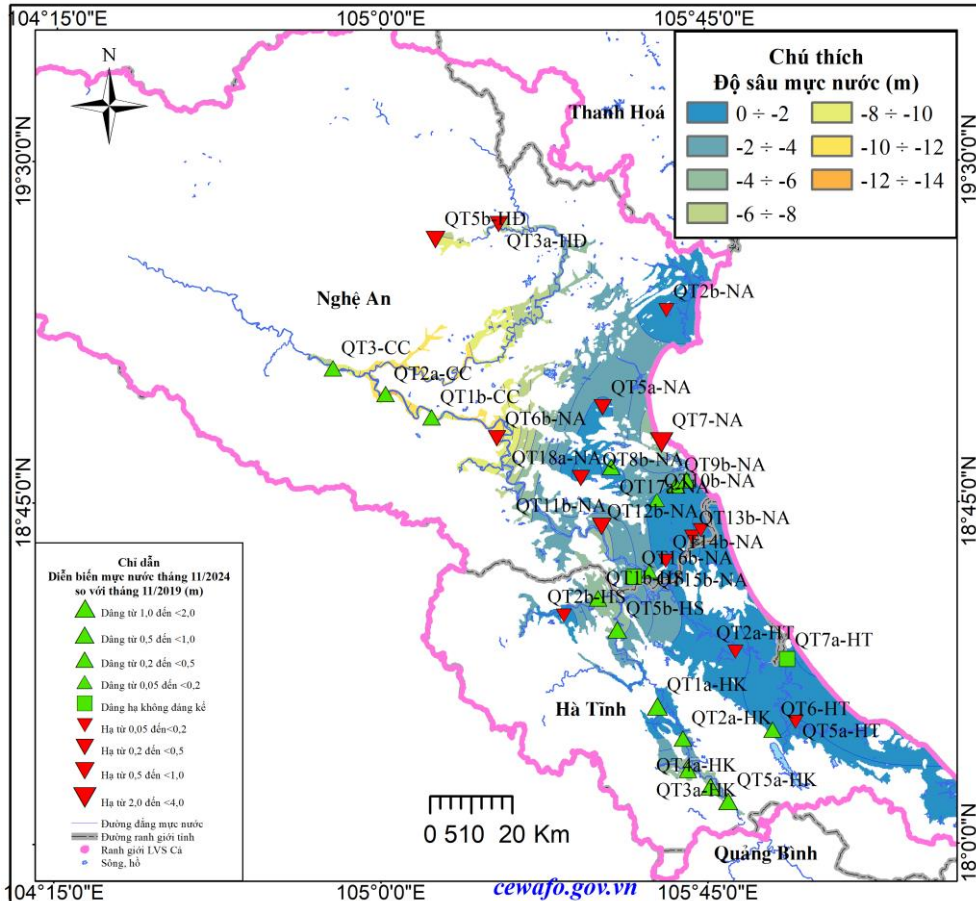 104°15'0"E
105°0'0"E
105°45'0"E
N
Thanh Hoá
Chú thích
Độ sâu mực nước (m)
0 ÷ -2
-2 ÷ -4
-4 ÷ -6
-6 ÷ -8
-8 ÷ -10
-10 ÷ -12
-12 ÷ -14
19°30'0"N
19°30'0"N
QT5b-HĐ
QT3a-HĐ
Nghệ An
QT2b-NA
QT3-CC
QT2a-CC
QT1b-CC
QT5a-NA
QT6b-NA
QT7-NA
QT18a-NA
QT8b-NA
QT9b-NA
QT17a-NA
QT10b-NA
18°45'0"N
18°45'0"N
QT11b-NA
QT12b-NA
QT13b-NA
QT14b-NA
QT16b-NA
QT1b-HS
QT15b-NA
QT2b-HS
QT5b-HS
QT2a-HT
QT7a-HT
QT1a-HK
Hà Tĩnh
QT2a-HK
QT6-HT
QT5a-HT
QT4a-HK
QT3a-HK
QT5a-HK
Chỉ dẫn
Diễn biến mực nước tháng 11/2024
so với tháng 11/2019 (m)
Dâng từ 1,0 đến <2,0
Dâng từ 0,5 đến <1,0
Dâng từ 0,2 đến <0,5
Dâng từ 0,05 đến <0,2
Dâng hạ không đáng kể
Hạ từ 0,05 đến<0,2
Hạ từ 0,2 đến <0,5
Hạ từ 0,5 đến <1,0
Hạ từ 2,0 đến <4,0
Đường đẳng mực nước
Đường ranh giới tỉnh
Ranh giới LVS Cả
Sông, hồ
0 510 20 Km
Quảng Bình
18°0'0"N
18°0'0"N
104°15'0"E
105°0'0"E
105°45'0"E
cewafo.gov.vn